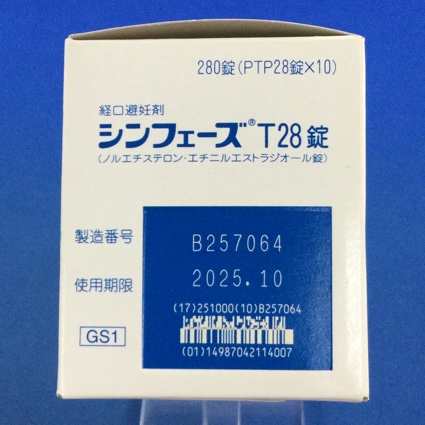 280錠(PTP28錠×10)
経口避妊剤
シンフェーズ®T28錠
(ノルエチステロン・エチニルエストラジオール錠)
製造番号 B257064
使用期限 2025.10
(17)251000(10)B257064
GS1
(01)14987042114007